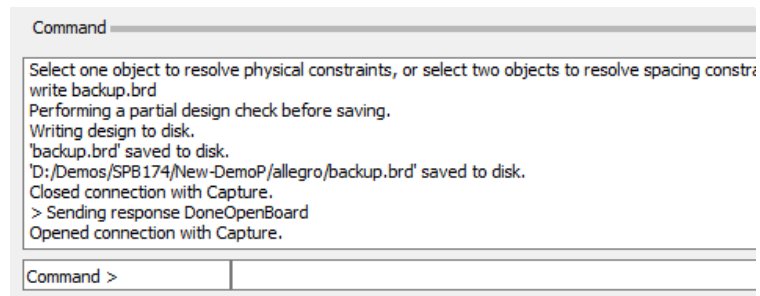 Command
Select one object to resolve physical constraints, or select two objects to resolve spacing
write backup.brd
Performing a partial design check before saving.
Writing design to disk.
'backup.brd' saved to disk.
'D:/Demos/SPB174/New-DemoP/allegro/backup.brd' saved to disk.
Closed connection with Capture.
> Sending response DoneOpenBoard
Opened connection with Capture.
Command >